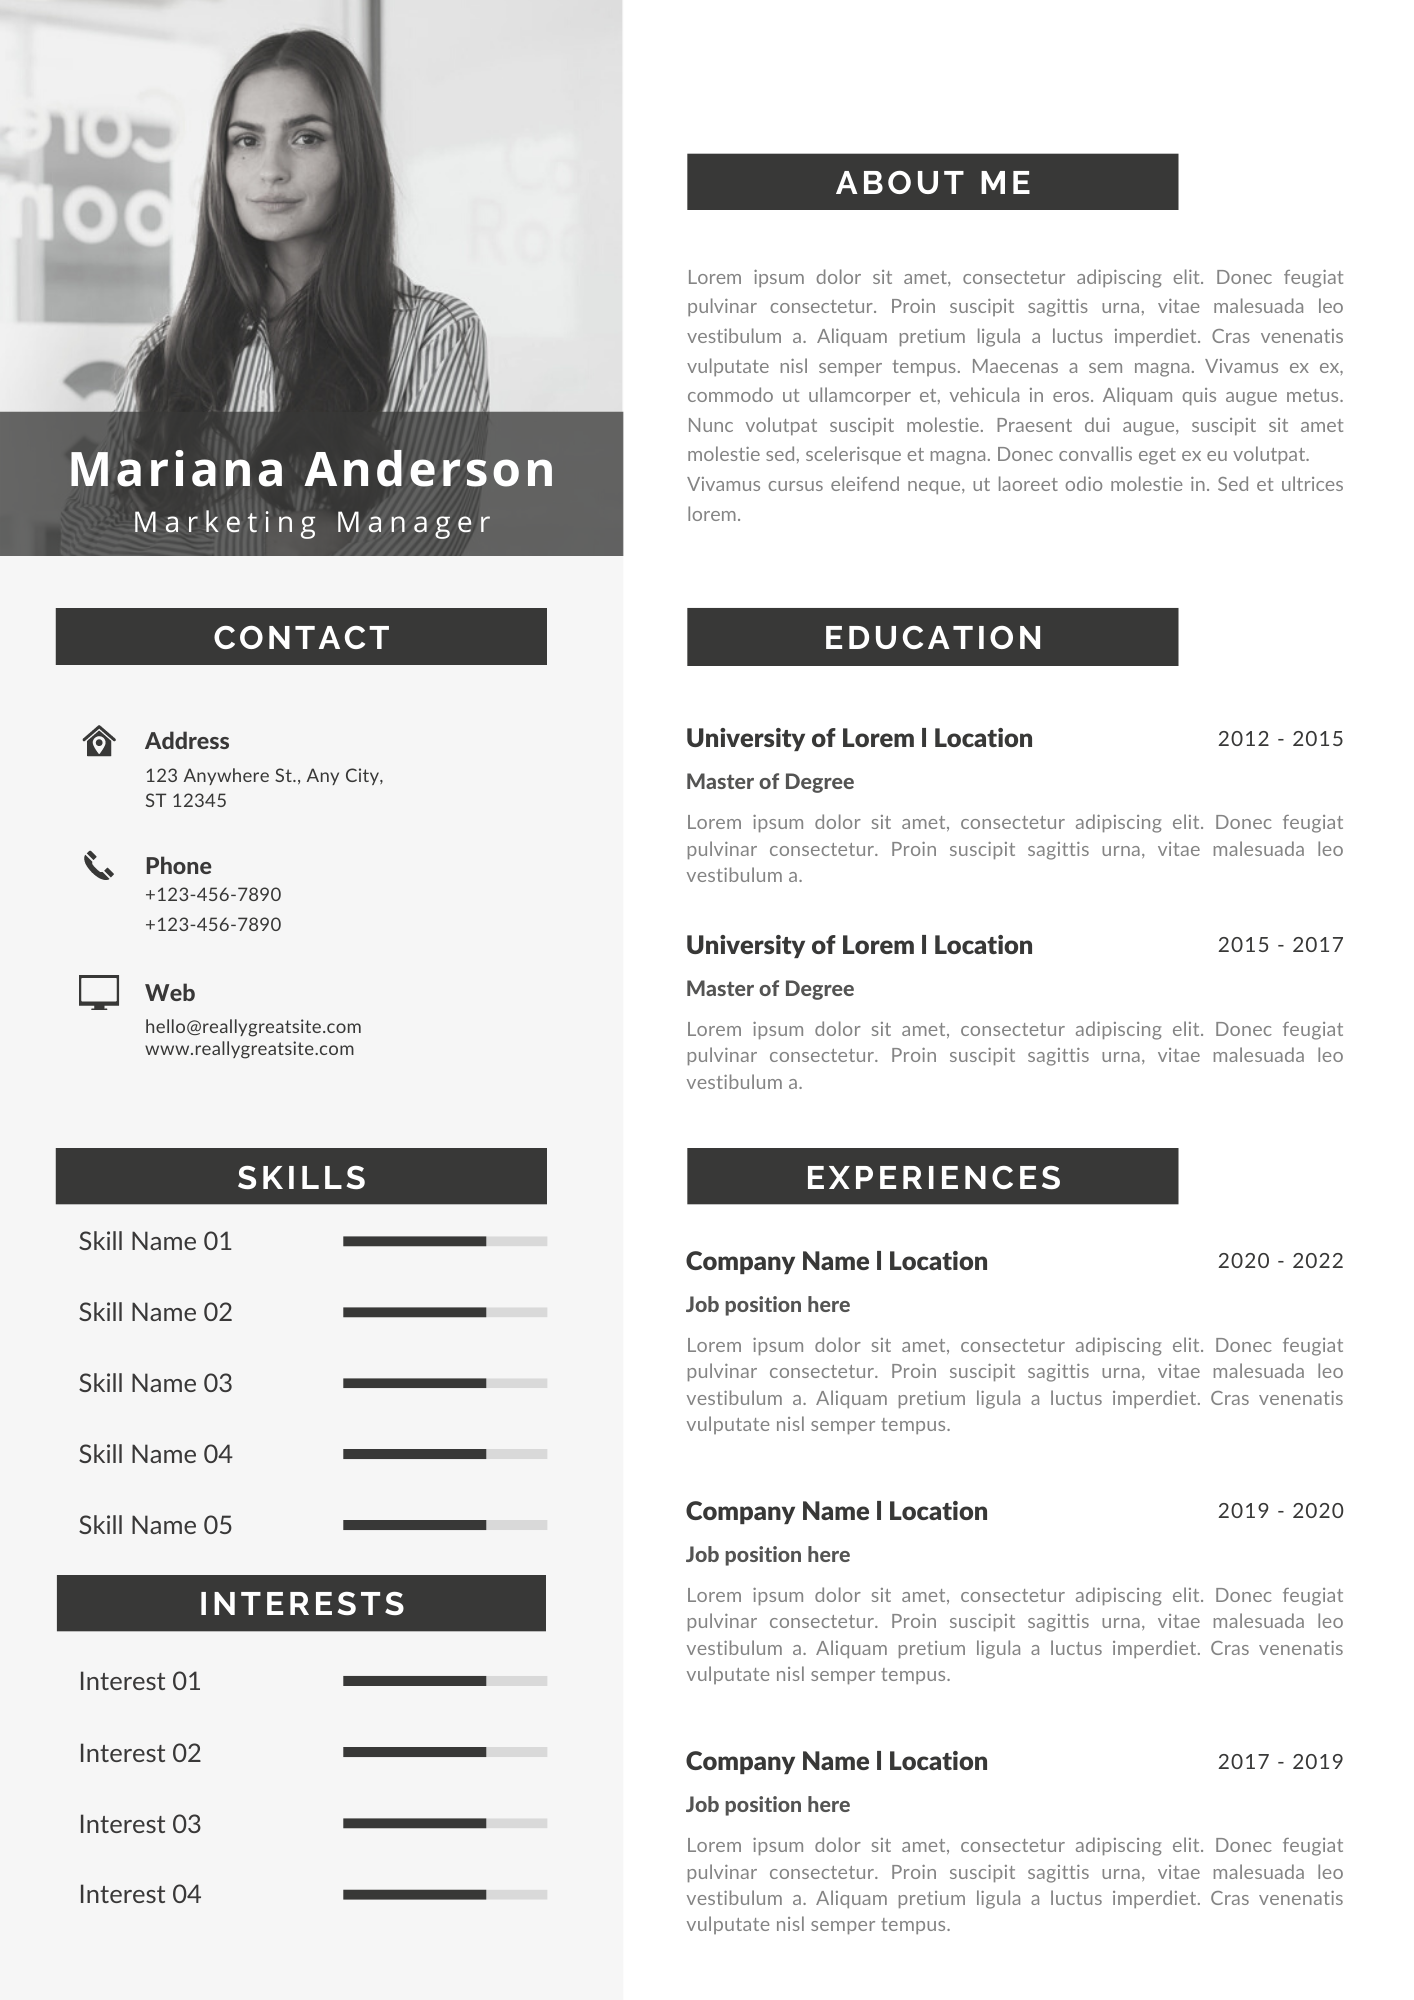 Core
Room
Co
Roo
Mariana Anderson
Marketing Manager
CONTACT
Address
123 Anywhere St., Any City,
ST 12345
Phone
+123-456-7890
+123-456-7890
Web
hello@reallygreatsite.com
www.reallygreatsite.com
SKILLS
Skill Name 01
Skill Name 02
Skill Name 03
Skill Name 04
Skill Name 05
INTERESTS
Interest 01
Interest 02
Interest 03
Interest 04
ABOUT ME
Lorem ipsum dolor sit amet, consectetur adipiscing elit. Donec feugiat
pulvinar consectetur. Proin suscipit sagittis urna, vitae malesuada leo
vestibulum a. Aliquam pretium ligula a luctus imperdiet. Cras venenatis
vulputate nisl semper tempus. Maecenas a sem magna. Vivamus ex ex,
commodo ut ullamcorper et, vehicula in eros. Aliquam quis augue metus.
Nunc volutpat suscipit molestie. Praesent dui augue, suscipit sit amet
molestie sed, scelerisque et magna. Donec convallis eget ex eu volutpat.
Vivamus cursus eleifend neque, ut laoreet odio molestie in. Sed et ultrices
lorem.
EDUCATION
University of Lorem l Location 2012 - 2015
Master of Degree
Lorem ipsum dolor sit amet, consectetur adipiscing elit. Donec feugiat
pulvinar consectetur. Proin suscipit sagittis urna, vitae malesuada leo
vestibulum a.
University of Lorem l Location 2015 - 2017
Master of Degree
Lorem ipsum dolor sit amet, consectetur adipiscing elit. Donec feugiat
pulvinar consectetur. Proin suscipit sagittis urna, vitae malesuada leo
vestibulum a.
EXPERIENCES
Company Name l Location 2020 - 2022
Job position here
Lorem ipsum dolor sit amet, consectetur adipiscing elit. Donec feugiat
pulvinar consectetur. Proin suscipit sagittis urna, vitae malesuada leo
vestibulum a. Aliquam pretium ligula a luctus imperdiet. Cras venenatis
vulputate nisl semper tempus.
Company Name l Location 2019 - 2020
Job position here
Lorem ipsum dolor sit amet, consectetur adipiscing elit. Donec feugiat
pulvinar consectetur. Proin suscipit sagittis urna, vitae malesuada leo
vestibulum a. Aliquam pretium ligula a luctus imperdiet. Cras venenatis
vulputate nisl semper tempus.
Company Name l Location 2017 - 2019
Job position here
Lorem ipsum dolor sit amet, consectetur adipiscing elit. Donec feugiat
pulvinar consectetur. Proin suscipit sagittis urna, vitae malesuada leo
vestibulum a. Aliquam pretium ligula a luctus imperdiet. Cras venenatis
vulputate nisl semper tempus.